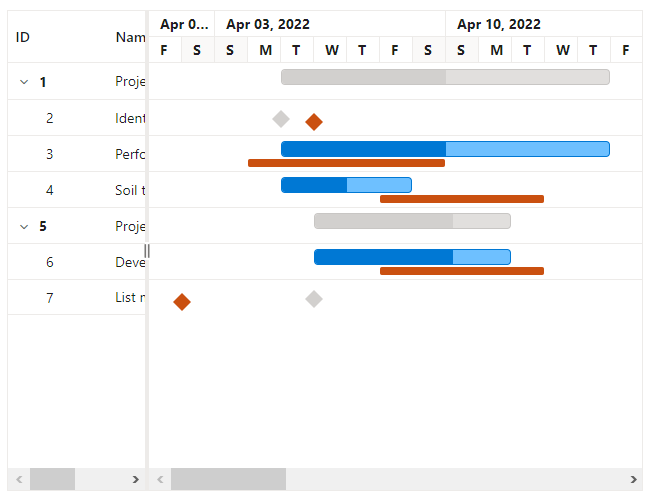 ID Nam Apr 0... Apr 03, 2022 Apr 10, 2022
F S S M T W T F S S M T W T F
1 Proje
2 Ident
3 Perfo
4 Soil t
5 Proje
6 Deve
7 List m